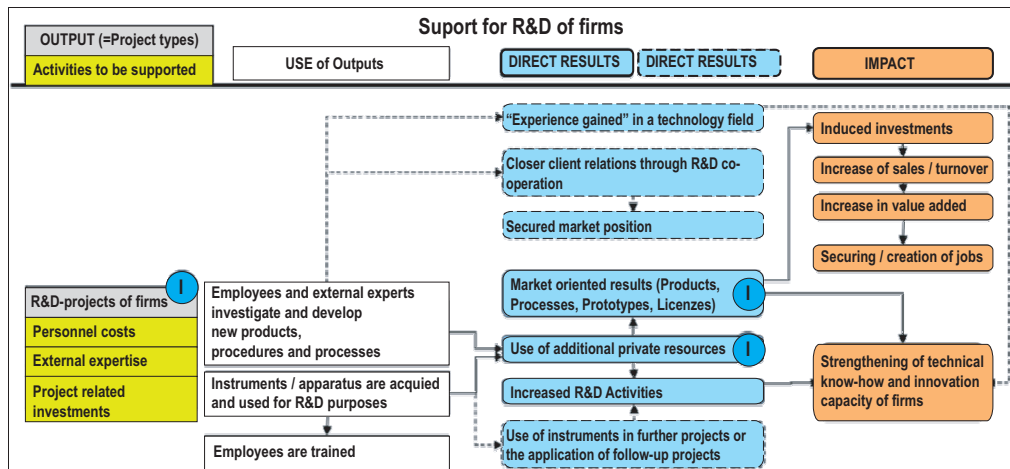 Suport for R&D of firms
OUTPUT (=Project types)
Activities to be supported
USE of Outputs
DIRECT RESULTS
DIRECT RESULTS
IMPACT
“Experience gained” in a technology field
Closer client relations through R&D co-
operation
Secured market position
Induced investments
Increase of sales / turnover
Increase in value added
Securing / creation of jobs
I
R&D-projects of firms
Personnel costs
External expertise
Project related
investments
Employees and external experts
investigate and develop
new products,
procedures and processes
Instruments / apparatus are acquied
and used for R&D purposes
Employees are trained
Market oriented results (Products,
Processes, Prototypes, Licenzes)
I
Use of additional private resources
I
Increased R&D Activities
Use of instruments in further projects or
the application of follow-up projects
Strengthening of technical
know-how and innovation
capacity of firms